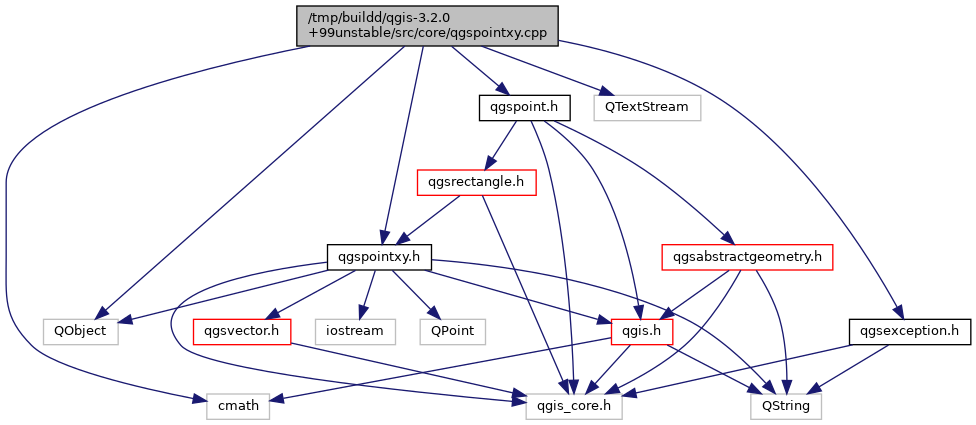 /tmp/buildd/qgis-3.2.0
+99unstable/src/core/qgspointxy.cpp
qgspoint.h
QTextStream
qgsrectangle.h
qgspointxy.h
qgsabstractgeometry.h
QObject
qgsvector.h
iostream
QPoint
qgis.h
qgsexception.h
cmath
qgis_core.h
QString